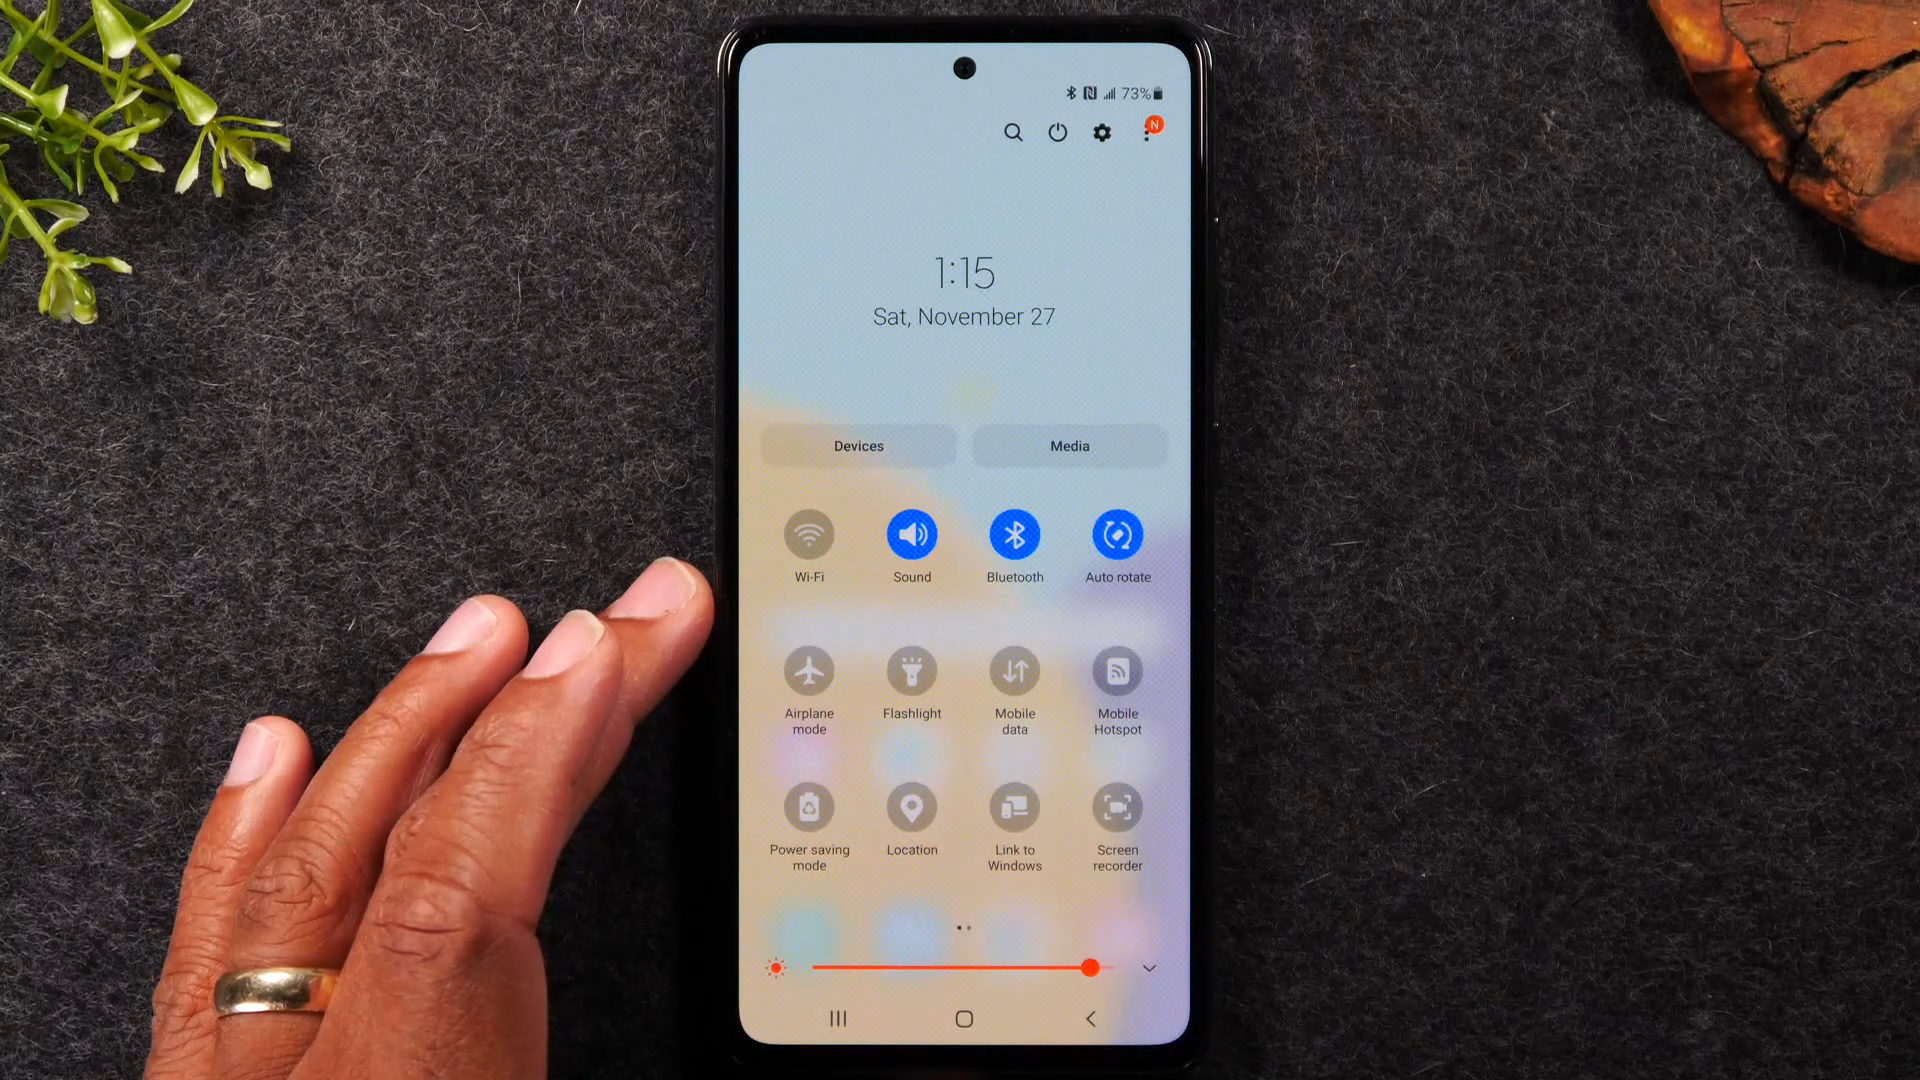 73%
N
1:15
Sat, November 27
Devices
Media
Wi-Fi
Sound
Bluetooth
Auto rotate
Airplane
mode
Flashlight
Mobile
data
Mobile
Hotspot
Power saving
mode
Location
Link to
Windows
Screen
recorder